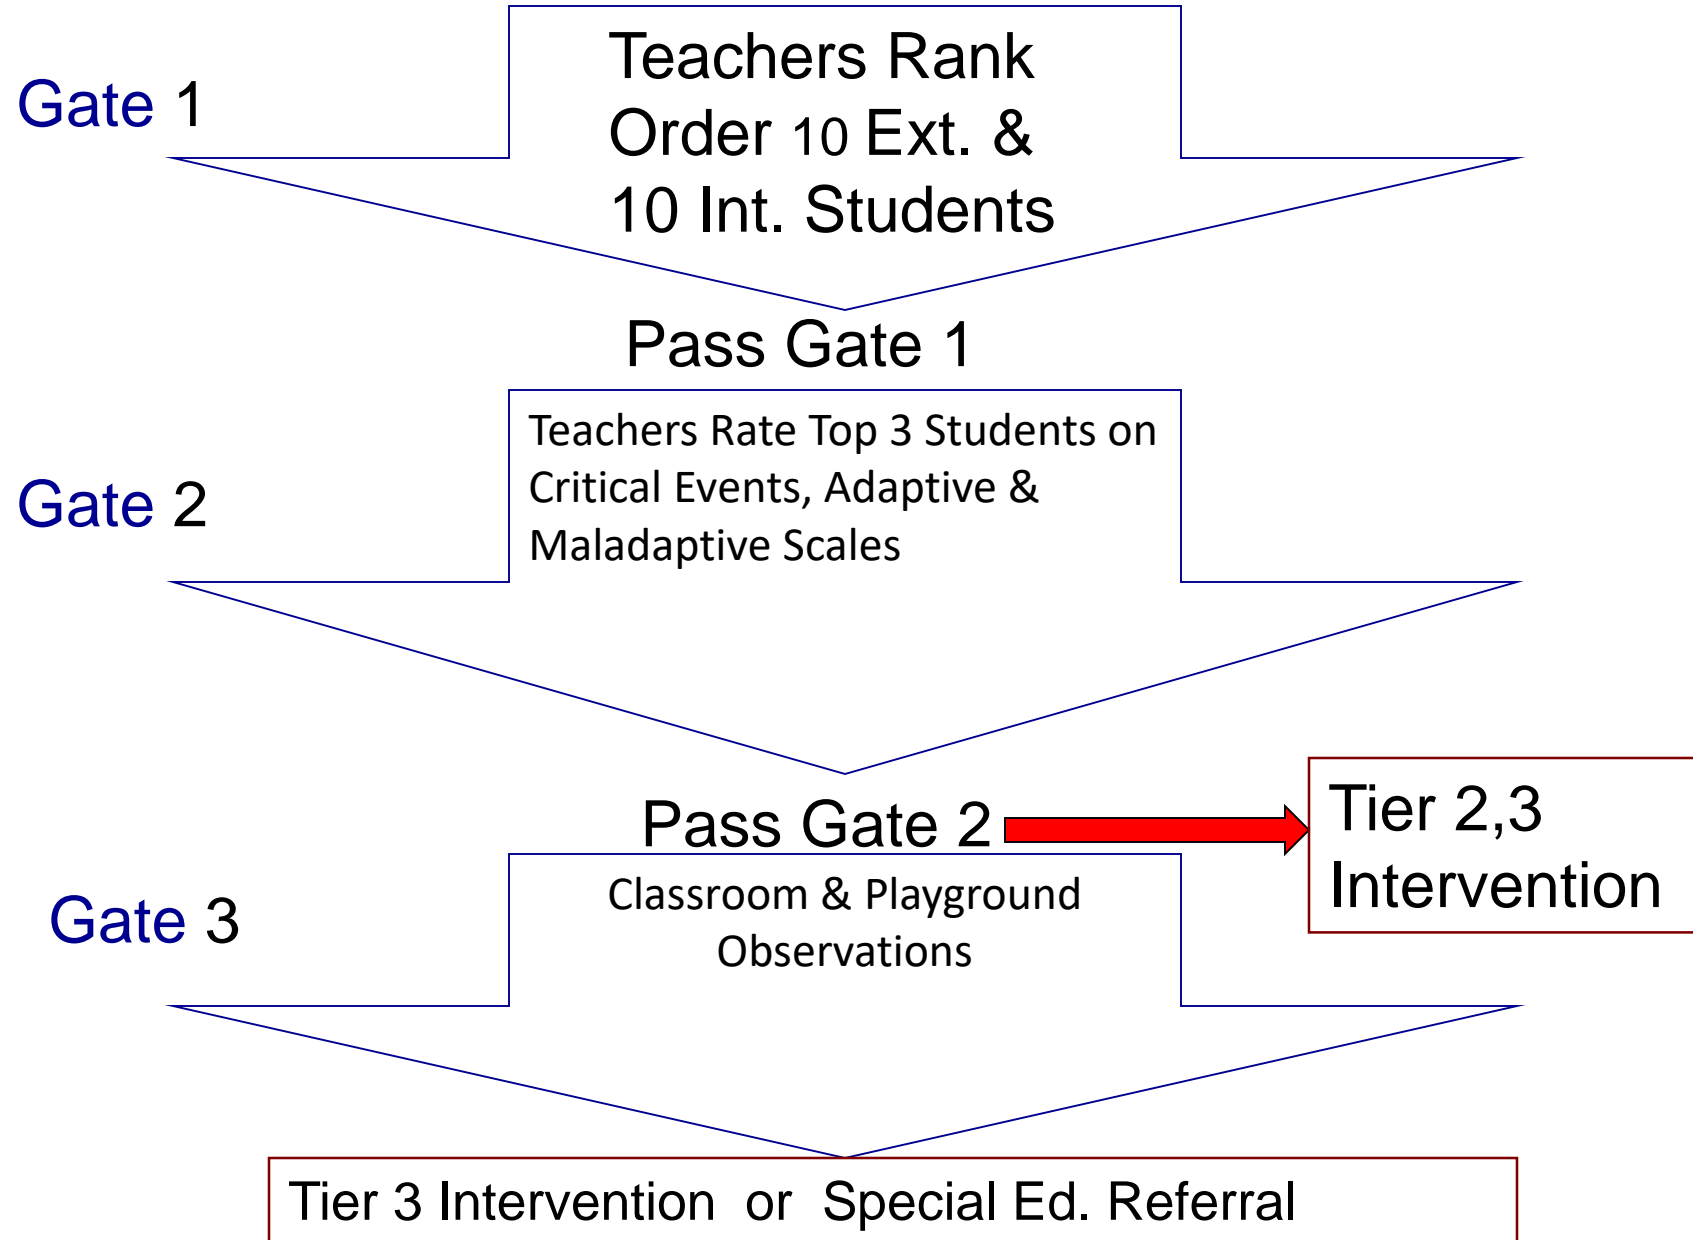 Gate 1
Teachers Rank
Order 10 Ext. &
10 Int. Students
Pass Gate 1
Gate 2
Teachers Rate Top 3 Students on
Critical Events, Adaptive &
Maladaptive Scales
Pass Gate 2
Tier 2,3
Intervention
Gate 3
Classroom & Playground
Observations
Tier 3 Intervention or Special Ed. Referral